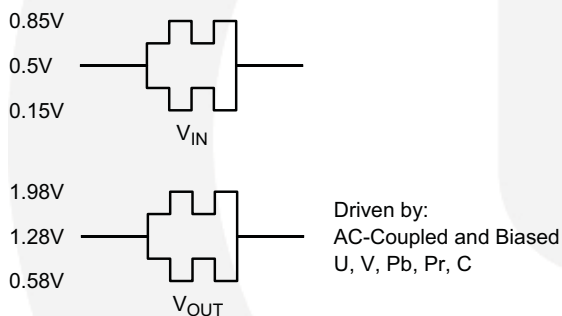 0.85V
0.5V
0.15V
VIN
1.98V
1.28V
0.58V
VOUT
Driven by:
AC-Coupled and Biased
U, V, Pb, Pr, C